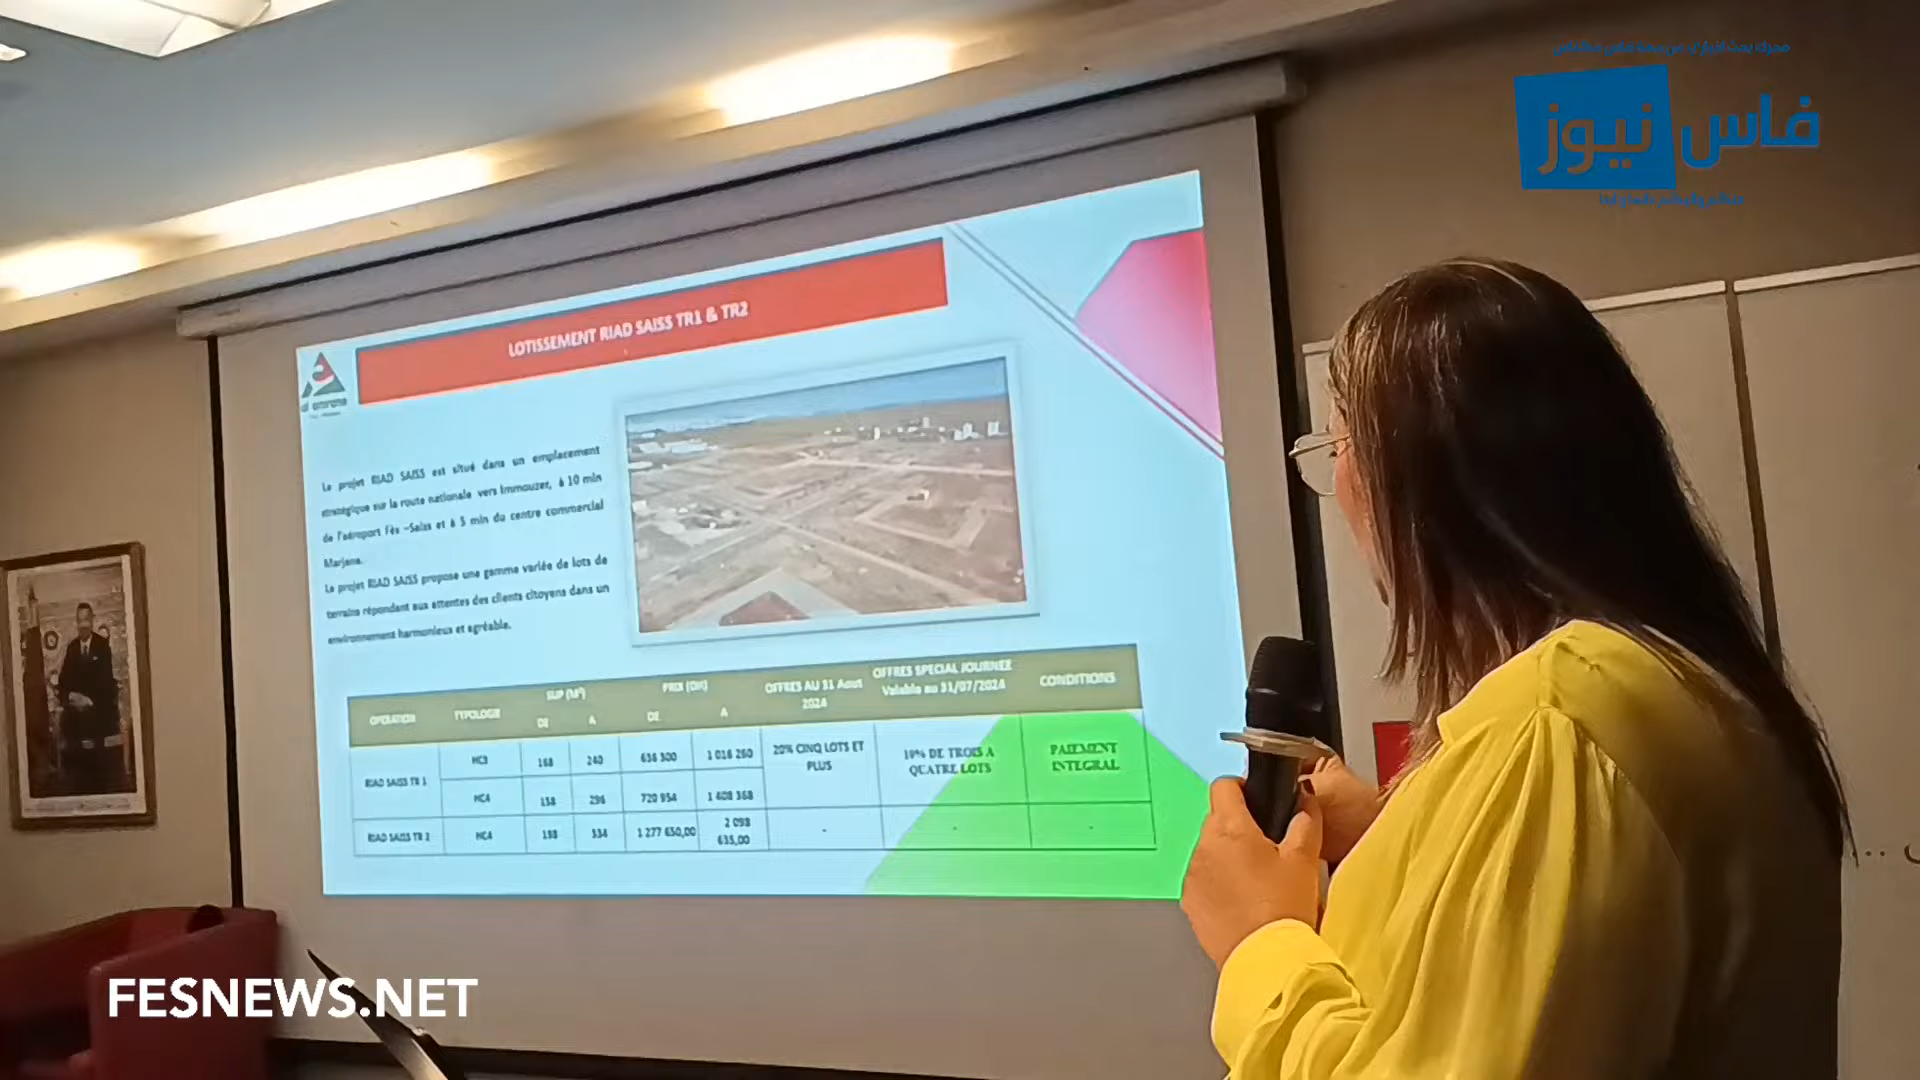 فاس نيوز
LOTISSEMENT RIAD SAISS TR1 & TR2
al omrane
Le projet RIAD SAISS est situé dans un emplacement
stratégique sur la route nationale vers Immouzer, à 10 min
de l'aéroport Fès –Saiss et à 5 min du centre commercial
Marjane.
Le projet RIAD SAISS propose une gamme variée de lots de
terrains répondant aux attentes des clients citoyens dans un
environnement harmonieux et agréable.
OPERATION TYPOLOGIE SUP (M²) PRIX (DH) OFFRES AU 31 Aout 2024 OFFRES SPECIAL JOURNEE Valable au 31/07/2024 CONDITIONS
DE A DE A
RIAD SAISS TR 1 HC3 168 240 636 300 1 016 260 20% CINQ LOTS ET PLUS 10% DE TROIS A QUATRE LOTS PAIEMENT INTEGRAL
HC4 158 296 720 954 1 408 368
RIAD SAISS TR 2 HC4 198 334 1 277 650,00 2 098 635,00 - - -
FESNEWS.NET